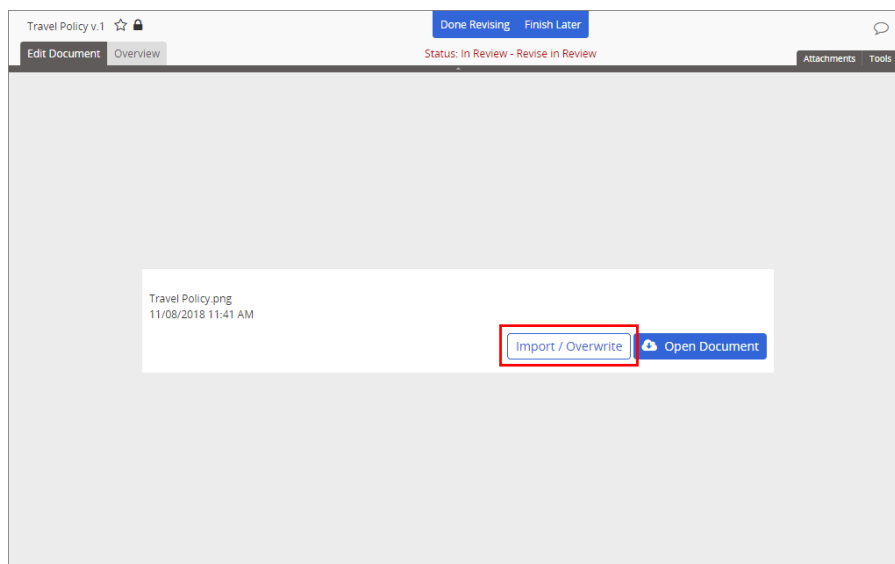 Travel Policy v.1
Done Revising Finish Later
Edit Document Overview
Status: In Review - Revise in Review
Attachments Tools
Travel Policy.png
11/08/2018 11:41 AM
Import / Overwrite Open Document